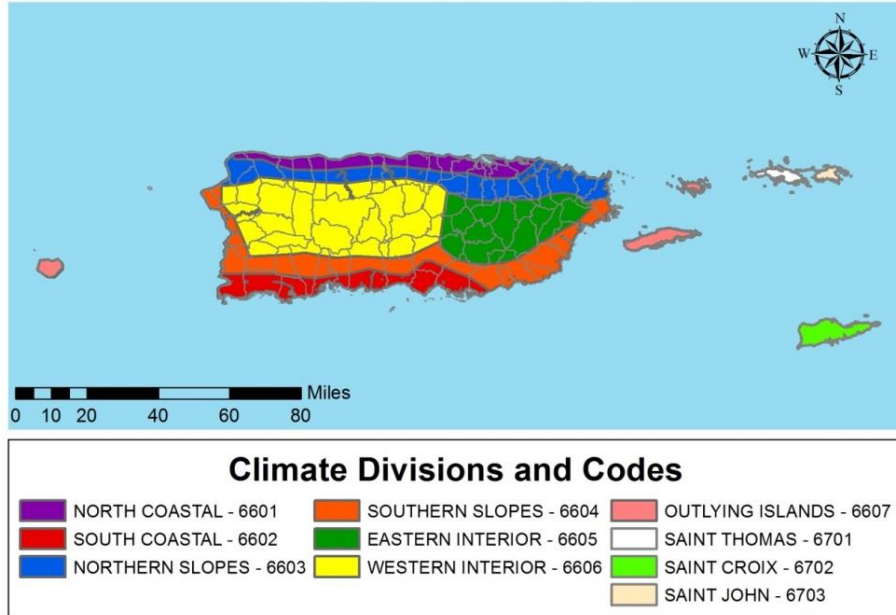 N
W E
S
Miles
0 10 20 40 60 80
Climate Divisions and Codes
NORTH COASTAL - 6601
SOUTH COASTAL - 6602
NORTHERN SLOPES - 6603
SOUTHERN SLOPES - 6604
EASTERN INTERIOR - 6605
WESTERN INTERIOR - 6606
OUTLYING ISLANDS - 6607
SAINT THOMAS - 6701
SAINT CROIX - 6702
SAINT JOHN - 6703